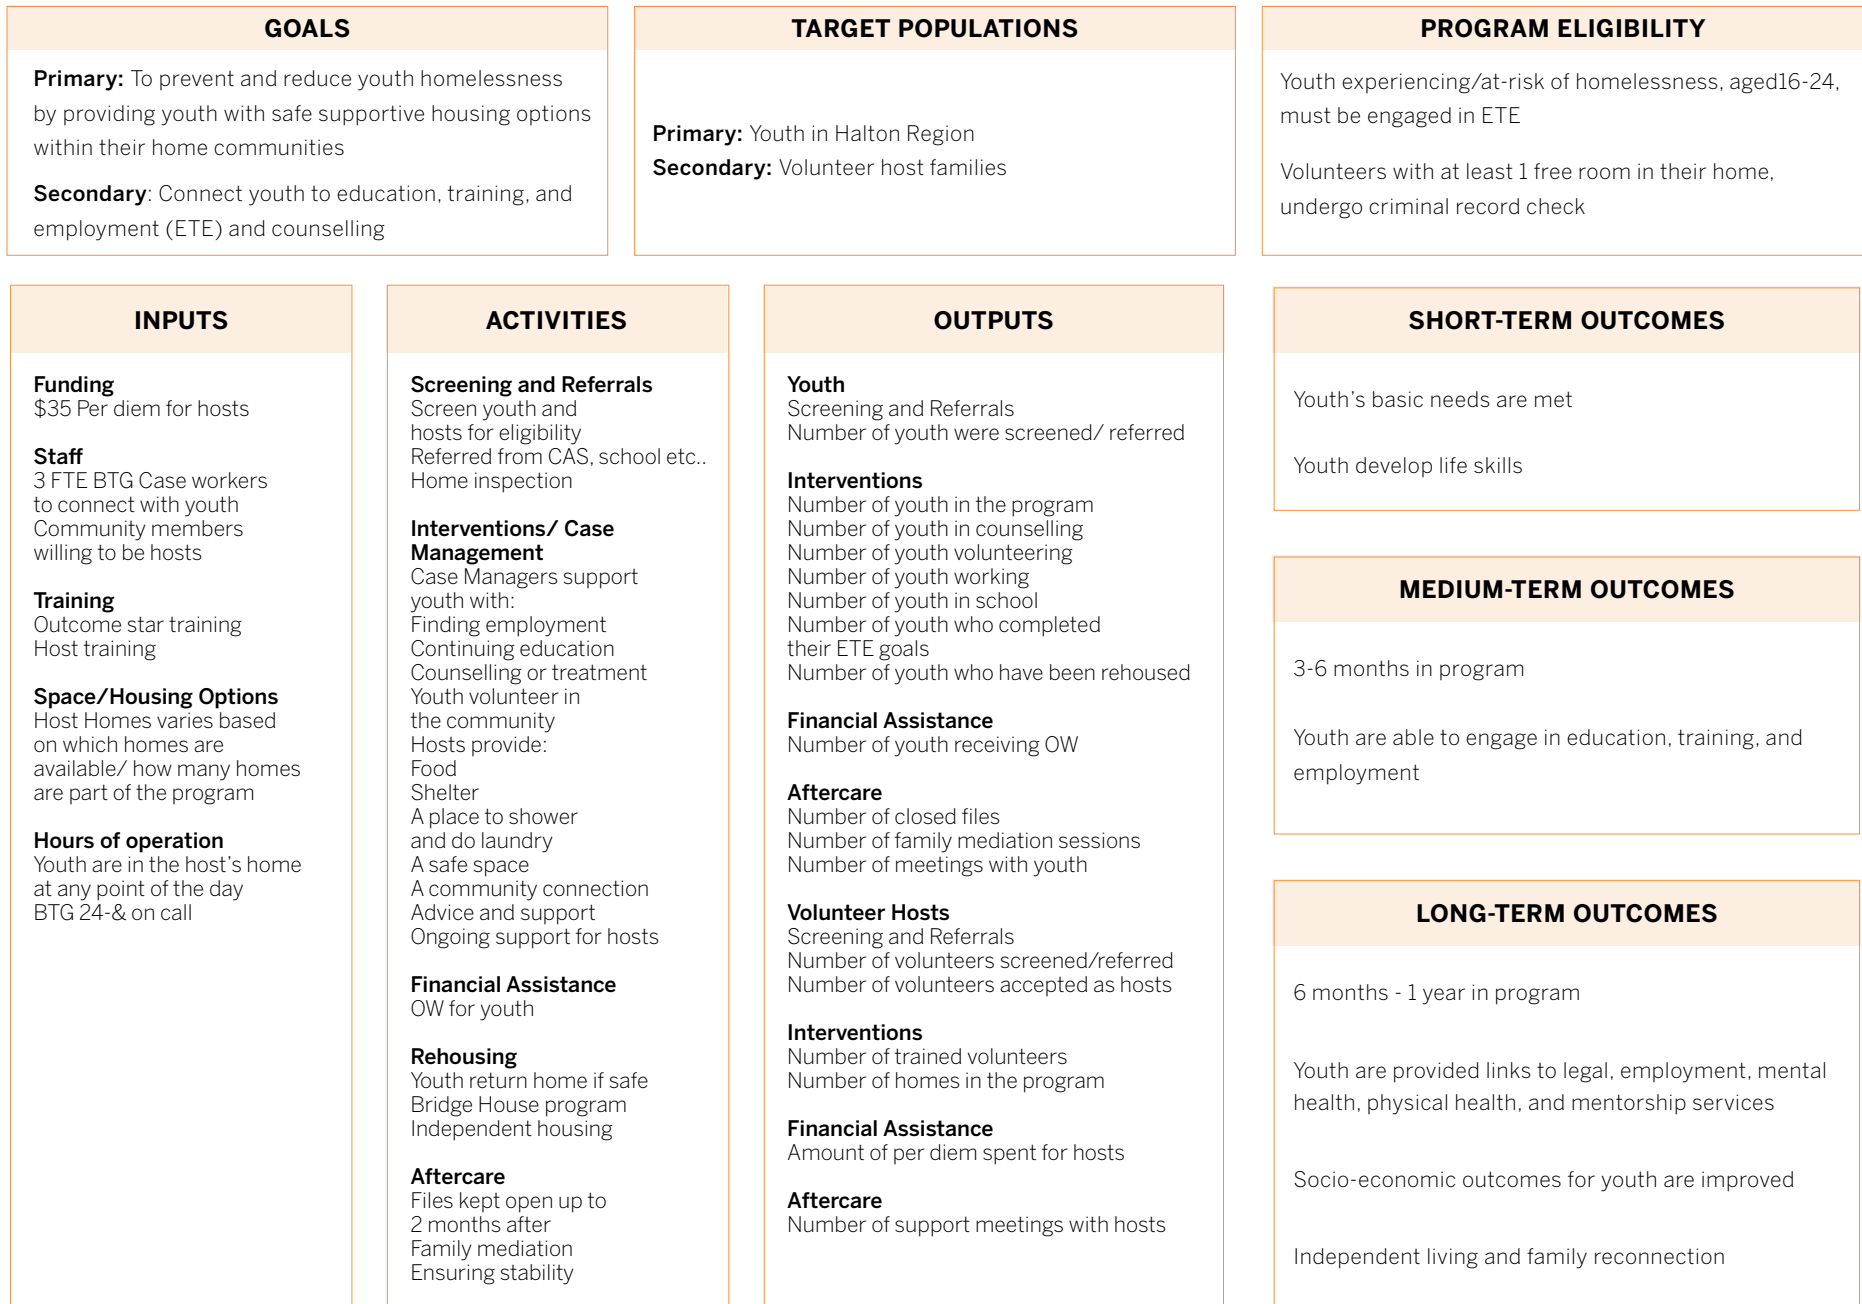 GOALS
Primary: To prevent and reduce youth homelessness
by providing youth with safe supportive housing options
within their home communities
Secondary: Connect youth to education, training, and
employment (ETE) and counselling
TARGET POPULATIONS
Primary: Youth in Halton Region
Secondary: Volunteer host families
PROGRAM ELIGIBILITY
Youth experiencing/at-risk of homelessness, aged16-24,
must be engaged in ETE
Volunteers with at least 1 free room in their home,
undergo criminal record check
INPUTS
Funding
$35 Per diem for hosts
Staff
3 FTE BTG Case workers
to connect with youth
Community members
willing to be hosts
Training
Outcome star training
Host training
Space/Housing Options
Host Homes varies based
on which homes are
available/ how many homes
are part of the program
Hours of operation
Youth are in the host's home
at any point of the day
BTG 24-& on call
ACTIVITIES
Screening and Referrals
Screen youth and
hosts for eligibility
Referred from CAS, school etc..
Home inspection
Interventions/ Case
Management
Case Managers support
youth with:
Finding employment
Continuing education
Counselling or treatment
Youth volunteer in
the community
Hosts provide:
Food
Shelter
A place to shower
and do laundry
A safe space
A community connection
Advice and support
Ongoing support for hosts
Financial Assistance
OW for youth
Rehousing
Youth return home if safe
Bridge House program
Independent housing
Aftercare
Files kept open up to
2 months after
Family mediation
Ensuring stability
OUTPUTS
Youth
Screening and Referrals
Number of youth were screened/ referred
Interventions
Number of youth in the program
Number of youth in counselling
Number of youth volunteering
Number of youth working
Number of youth in school
Number of youth who completed
their ETE goals
Number of youth who have been rehoused
Financial Assistance
Number of youth receiving OW
Aftercare
Number of closed files
Number of family mediation sessions
Number of meetings with youth
Volunteer Hosts
Screening and Referrals
Number of volunteers screened/referred
Number of volunteers accepted as hosts
Interventions
Number of trained volunteers
Number of homes in the program
Financial Assistance
Amount of per diem spent for hosts
Aftercare
Number of support meetings with hosts
SHORT-TERM OUTCOMES
Youth's basic needs are met
Youth develop life skills
MEDIUM-TERM OUTCOMES
3-6 months in program
Youth are able to engage in education, training, and
employment
LONG-TERM OUTCOMES
6 months - 1 year in program
Youth are provided links to legal, employment, mental
health, physical health, and mentorship services
Socio-economic outcomes for youth are improved
Independent living and family reconnection